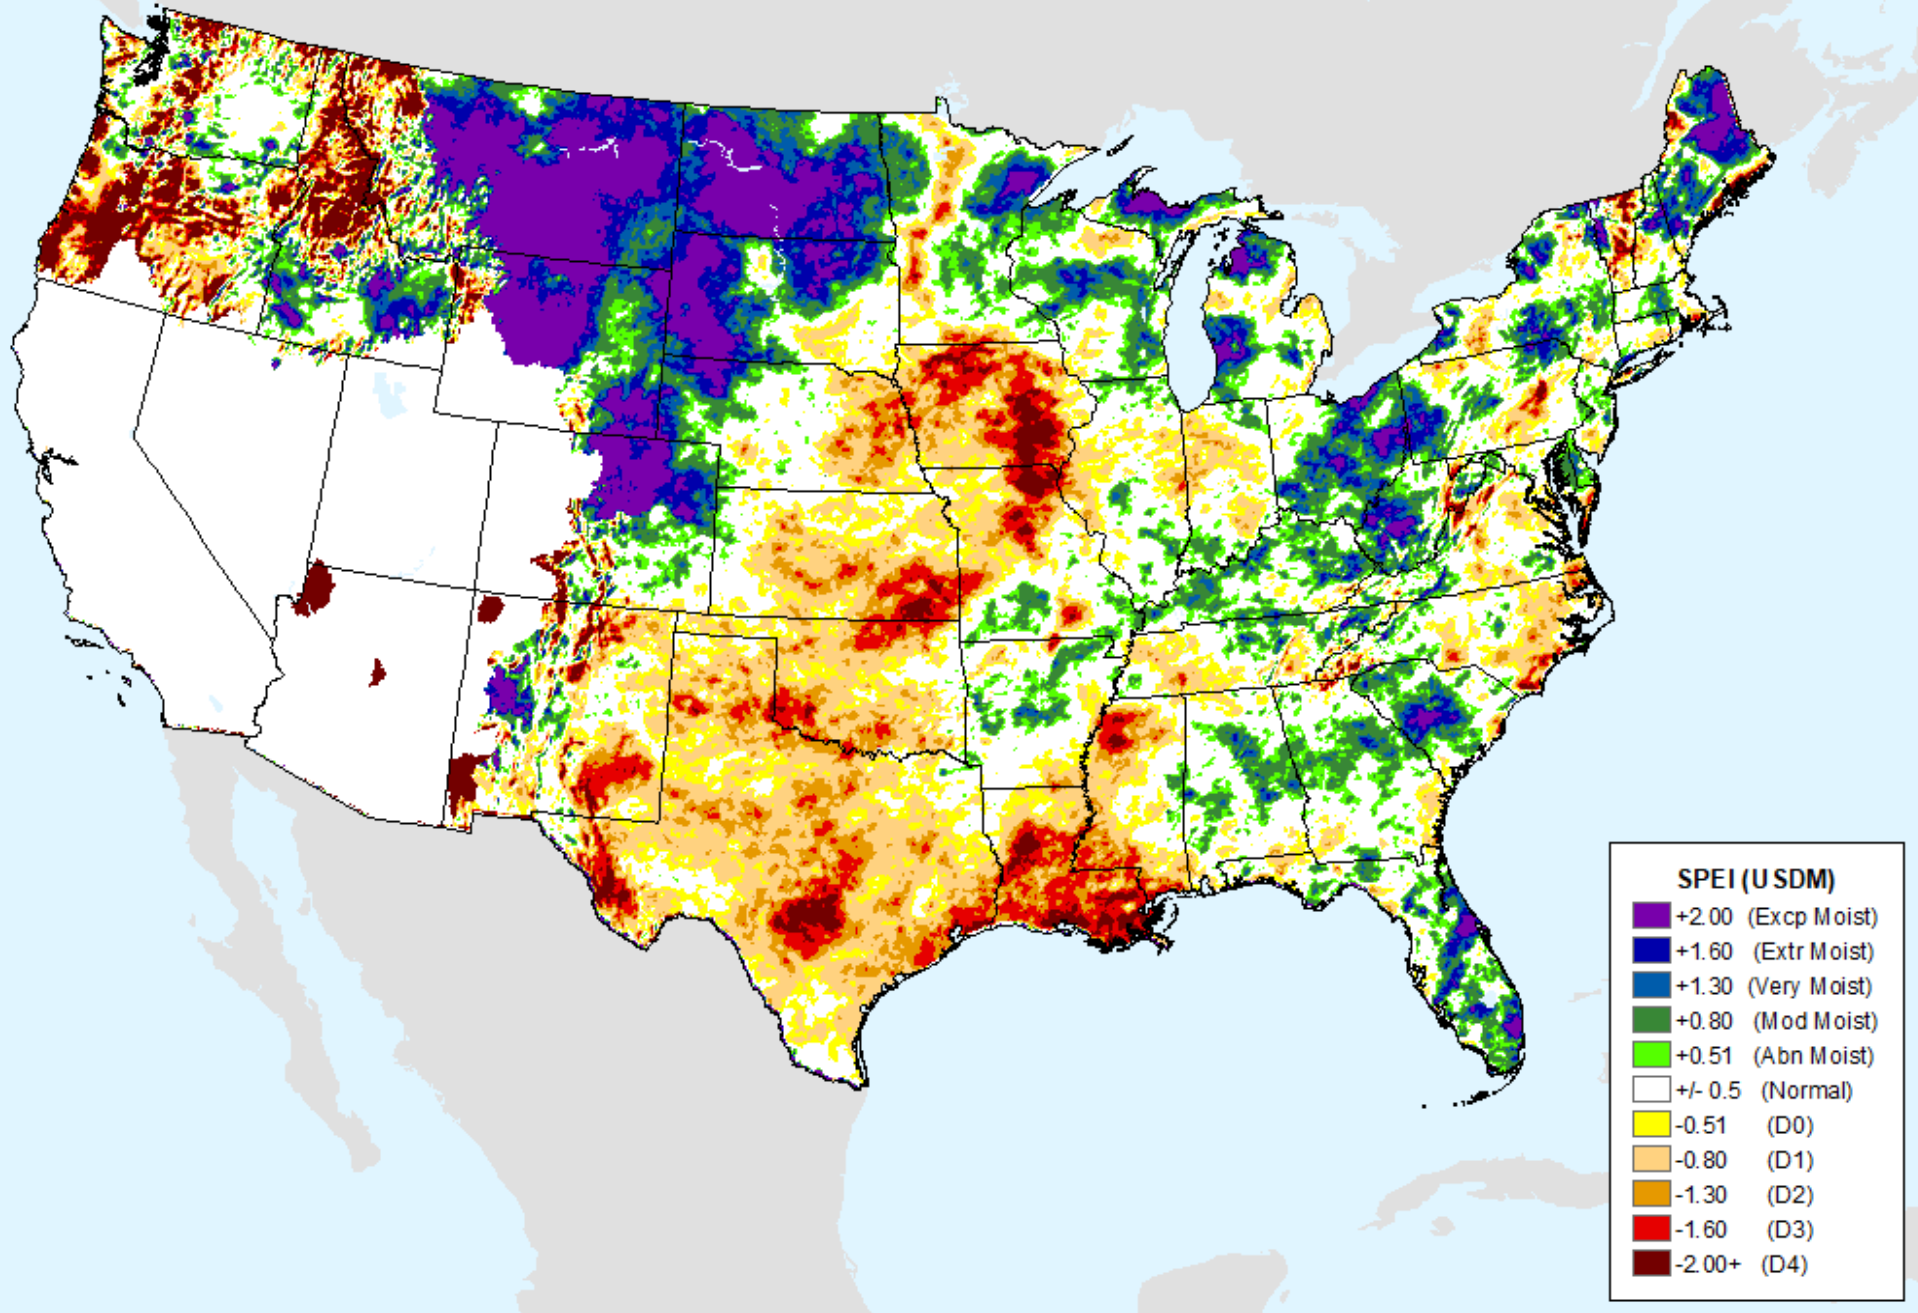 SPEI (USDM)
+2.00 (Excp Moist)
+1.60 (Extr Moist)
+1.30 (Very Moist)
+0.80 (Mod Moist)
+0.51 (Abn Moist)
+/- 0.5 (Normal)
-0.51 (D0)
-0.80 (D1)
-1.30 (D2)
-1.60 (D3)
-2.00+ (D4)